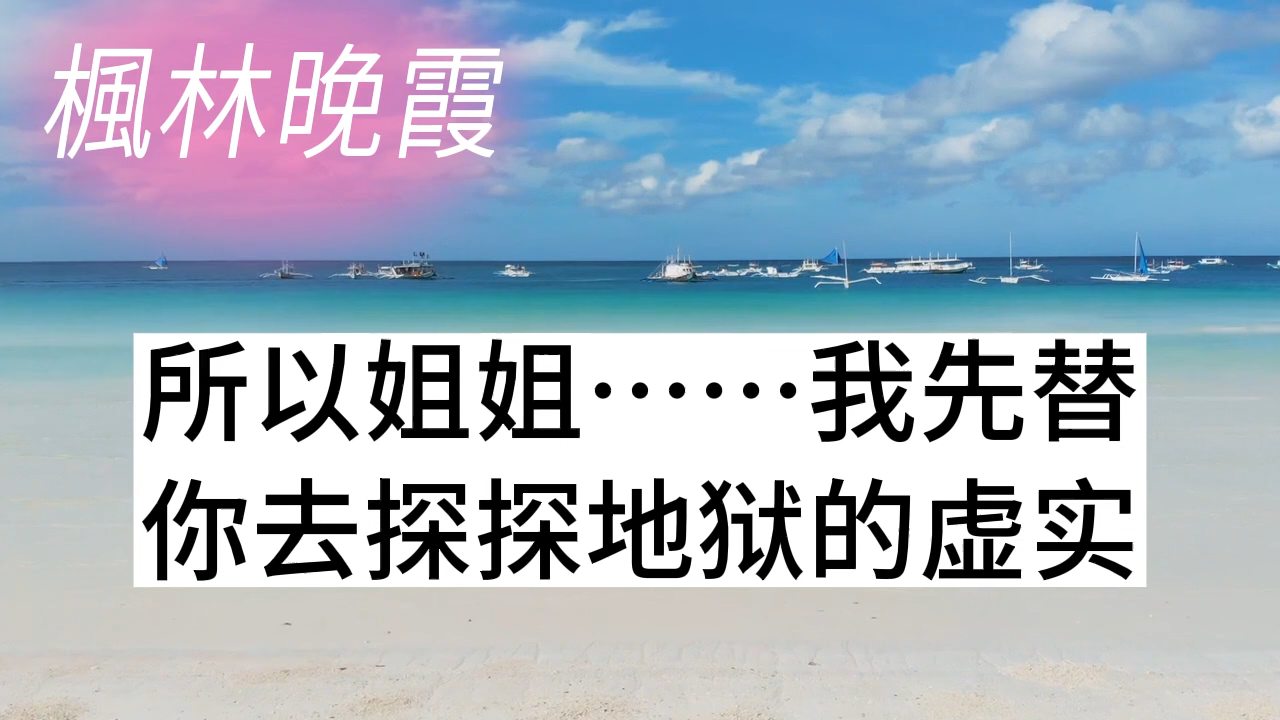 楓林晚霞
所以姐姐……我先替
你去探探地狱的虚实